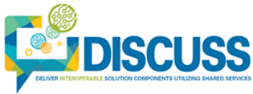 DISCUSS
DELIVER INTEROPERABLE SOLUTION COMPONENTS UTILIZING SHARED SERVICES